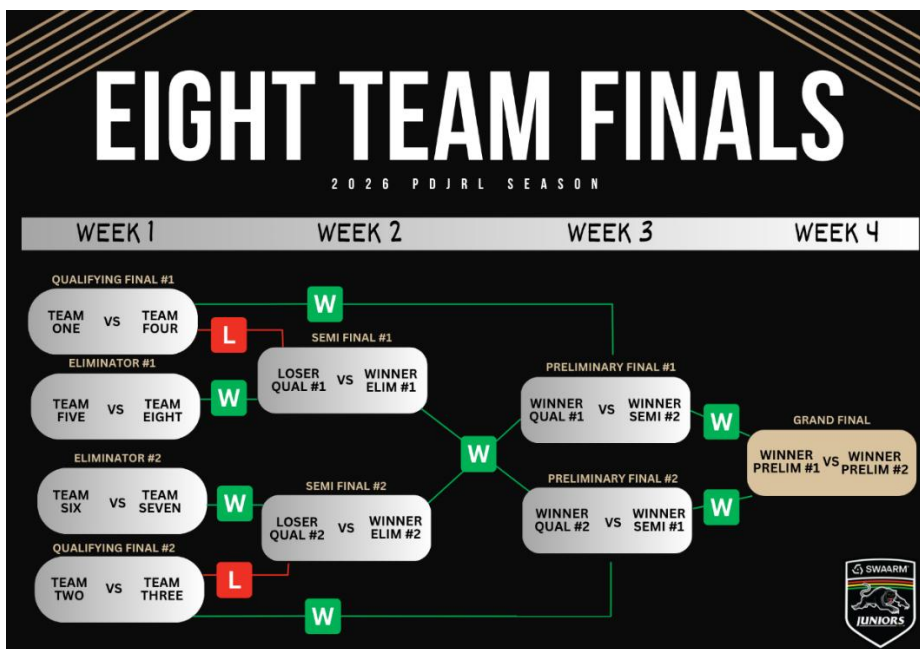 EIGHT TEAM FINALS
2026 PDJRL SEASON
WEEK 1 WEEK 2 WEEK 3 WEEK 4
QUALIFYING FINAL #1
TEAM ONE VS TEAM FOUR
W
L
ELIMINATOR #1
TEAM FIVE VS TEAM EIGHT
W
ELIMINATOR #2
TEAM SIX VS TEAM SEVEN
W
QUALIFYING FINAL #2
TEAM TWO VS TEAM THREE
L
W
SEMI FINAL #1
LOSER QUAL #1 VS WINNER ELIM #1
SEMI FINAL #2
LOSER QUAL #2 VS WINNER ELIM #2
W
PRELIMINARY FINAL #1
WINNER QUAL #1 VS WINNER SEMI #2
W
PRELIMINARY FINAL #2
WINNER QUAL #2 VS WINNER SEMI #1
W
GRAND FINAL
WINNER PRELIM #1 VS WINNER PRELIM #2
SWAARM
JUNIORS